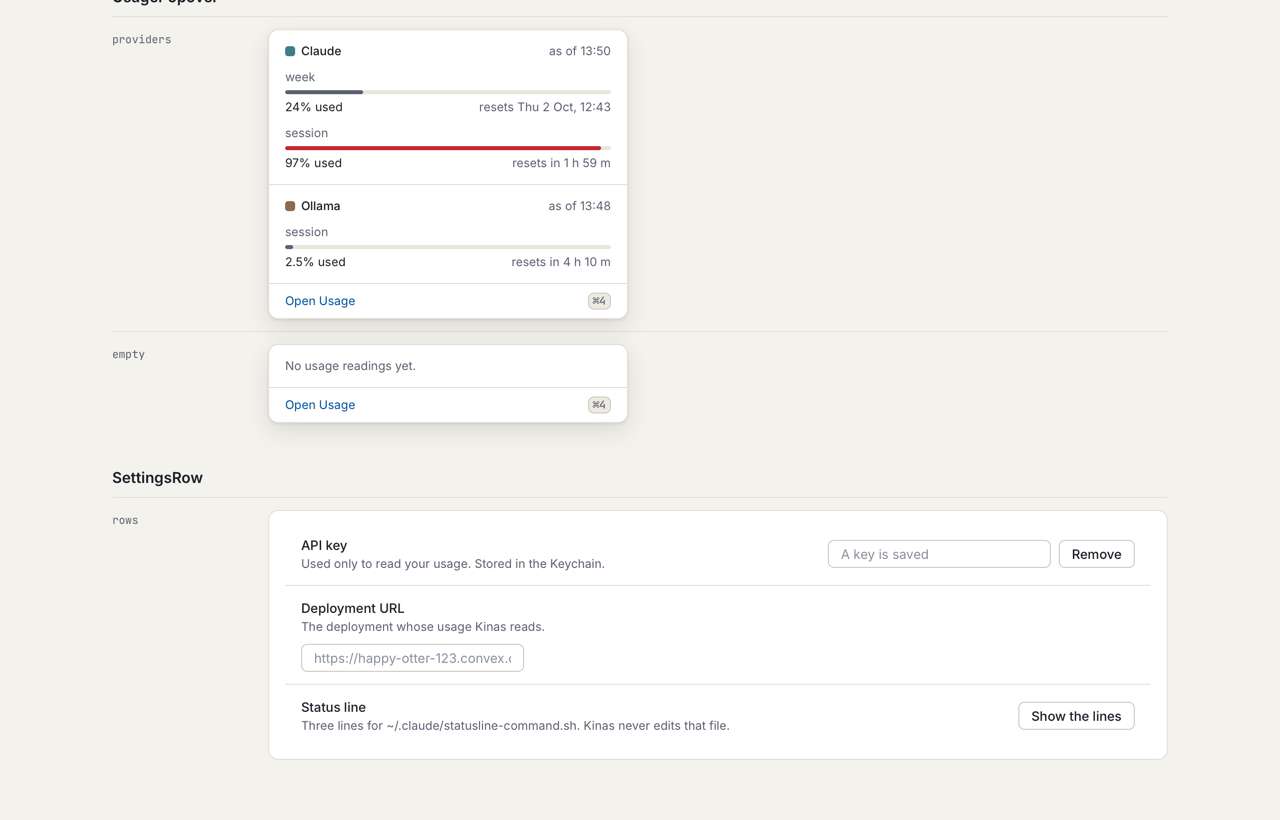 UsagePopover
providers
Claude
as of 13:50
week
24% used
resets Thu 2 Oct, 12:43
session
97% used
resets in 1 h 59 m
Ollama
as of 13:48
session
2.5% used
resets in 4 h 10 m
Open Usage
⌘4
empty
No usage readings yet.
Open Usage
⌘4
SettingsRow
rows
API key
Used only to read your usage. Stored in the Keychain.
A key is saved
Remove
Deployment URL
The deployment whose usage Kinas reads.
https://happy-otter-123.convex.c
Status line
Three lines for ~/.claude/statusline-command.sh. Kinas never edits that file.
Show the lines